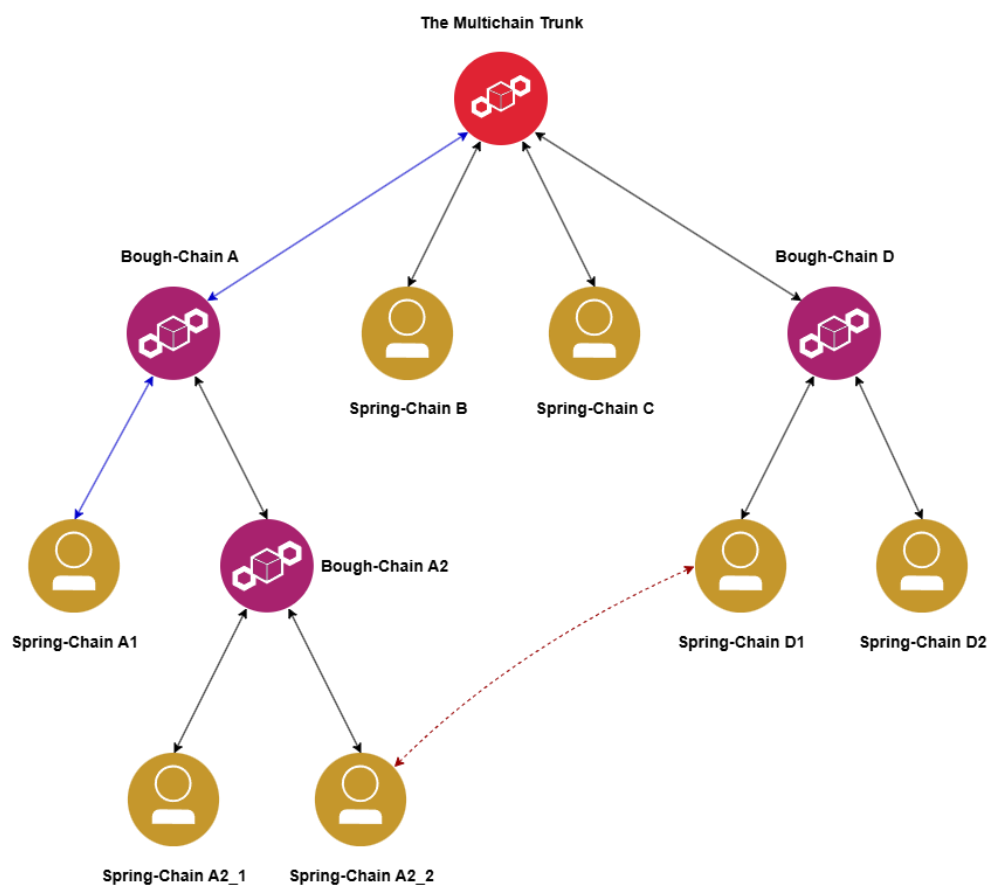 The Multichain Trunk
Bough-Chain A
Bough-Chain D
Spring-Chain B
Spring-Chain C
Bough-Chain A2
Spring-Chain A1
Spring-Chain D1
Spring-Chain D2
Spring-Chain A2_1
Spring-Chain A2_2